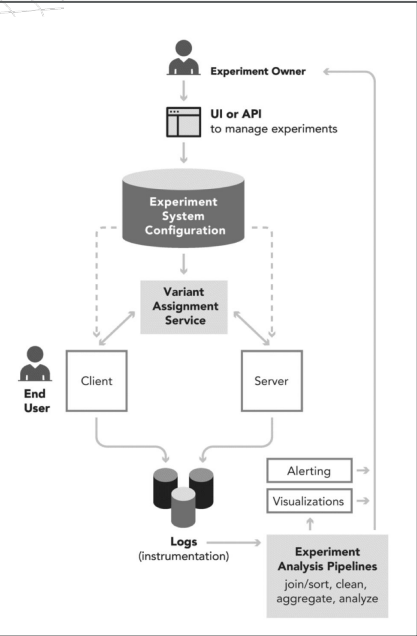 Experiment Owner
UI or API
to manage experiments
Experiment
System
Configuration
Variant
Assignment
Service
End
User
Client
Server
Alerting
Visualizations
Logs
(instrumentation)
Experiment
Analysis Pipelines
join/sort, clean,
aggregate, analyze